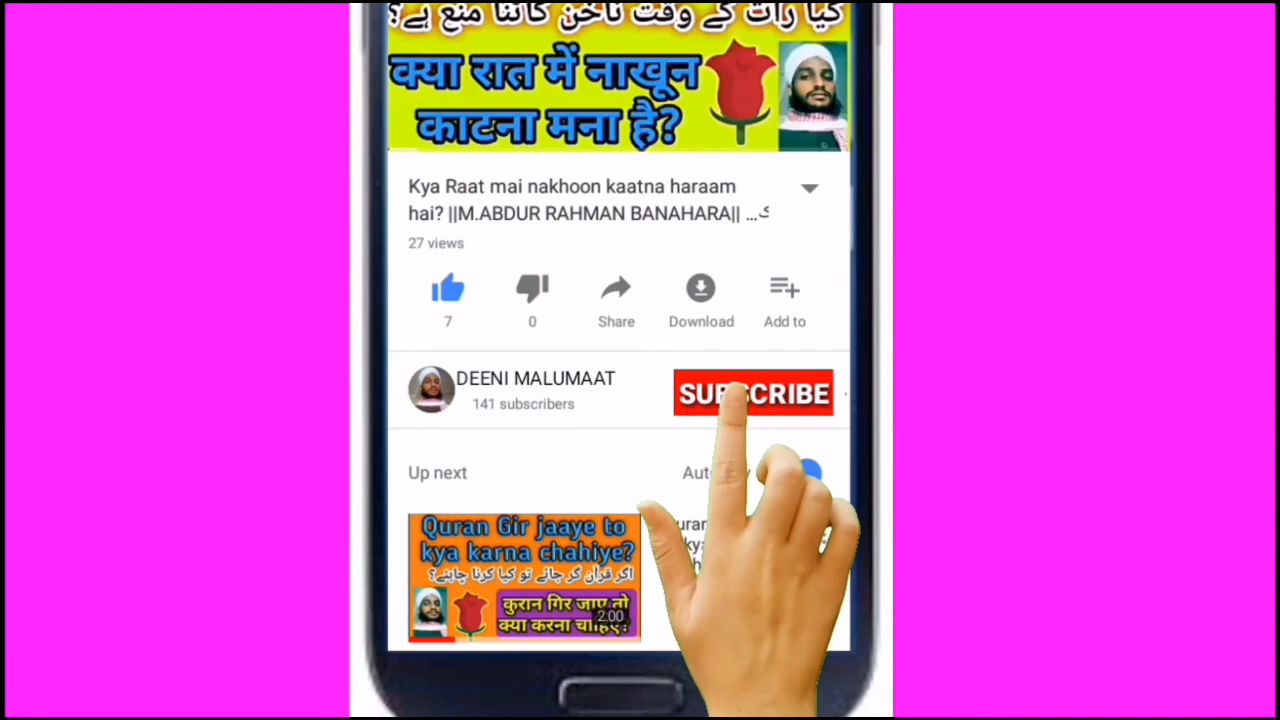 کیا رات کے وقت ناخن کاٹنا منع ہے؟
क्या रात में नाखून
काटना मना है?
Kya Raat mai nakhoon kaatna haraam
hai? ||M.ABDUR RAHMAN BANAHARA|| ...ک
27 views
7
0
Share
Download
Add to
DEENI MALUMAAT
SUBSCRIBE
141 subscribers
Up next
Quran Gir jaaye to
kya karna chahiye?
اگر قرآن گر جائے تو کیا کرنا چاہئے؟
कुरान गिर जाए तो
क्या करना चाहिए?
2:00